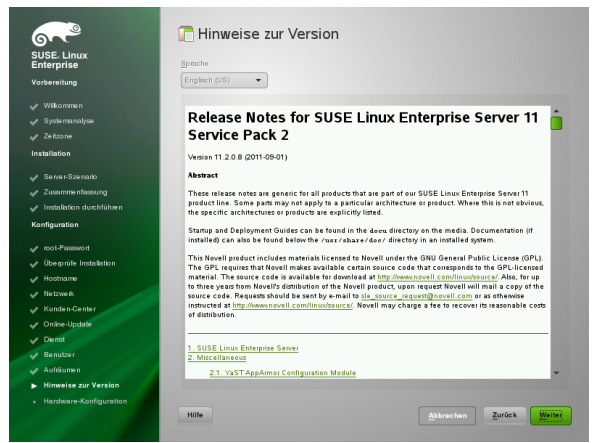 SUSE. Linux
Enterprise
Vorbereitung
Willkommen
Systemanalyse
Zeitzone
Installation
Server-Szenario
Zusammenfassung
Installation durchführen
Konfiguration
root-Passwort
Überprüfe Installation
Hostname
Netzwerk
Kunden-Center
Online-Update
Dienst
Benutzer
Aufräumen
Hinweise zur Version
Hardware-Konfiguration
Hinweise zur Version
Sprache
Englisch (US)
Release Notes for SUSE Linux Enterprise Server 11
Service Pack 2
Version 11.2.0.8 (2011-09-01)
Abstract
These release notes are generic for all products that are part of our SUSE Linux Enterprise Server 11
product line. Some parts may not apply to a particular architecture or product. Where this is not obvious,
the specific architectures or products are explicitly listed.
Startup and Deployment Guides can be found in the docu directory on the media. Documentation (if
installed) can also be found below the /usr/share/doc/ directory in an installed system.
This Novell product includes materials licensed to Novell under the GNU General Public License (GPL).
The GPL requires that Novell makes available certain source code that corresponds to the GPL-licensed
material. The source code is available for download at http://www.novell.com/linux/source/. Also, for up
to three years from Novell's distribution of the Novell product, upon request Novell will mail a copy of the
source code. Requests should be sent by e-mail to sle_source_request@novell.com or as otherwise
instructed at http://www.novell.com/linux/source/. Novell may charge a fee to recover its reasonable costs
of distribution.
1. SUSE Linux Enterprise Server
2. Miscellaneous
2.1. YaST AppArmor Configuration Module
Hilfe
Abbrechen
Zurück
Weiter